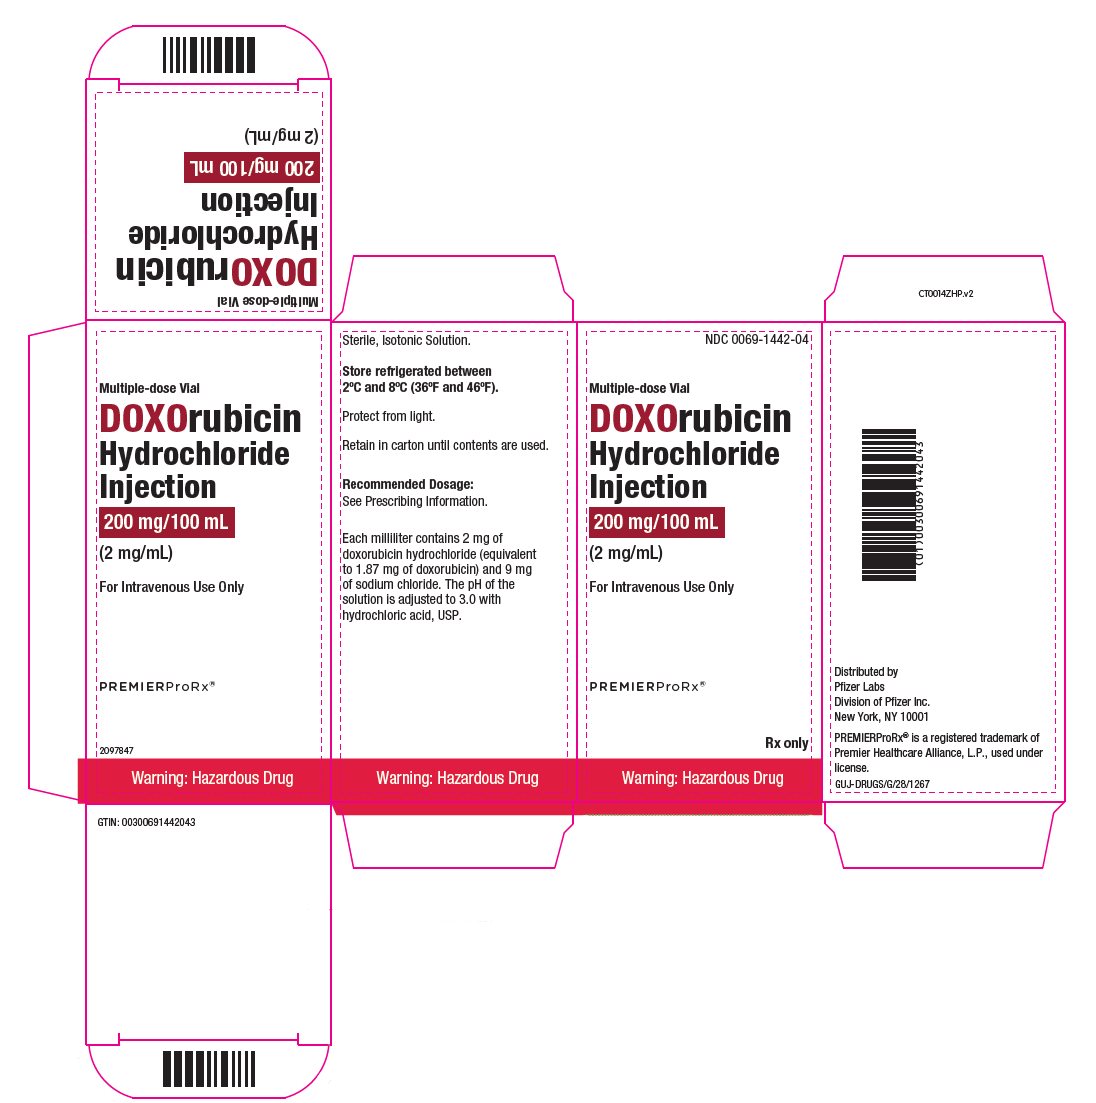 Multiple-dose Vial
DOXOrubicin
Hydrochloride
Injection
200 mg/100 mL
(2 mg/mL)
Multiple-dose Vial
DOXOrubicin
Hydrochloride
Injection
200 mg/100 mL
(2 mg/mL)
For Intravenous Use Only
PREMIERProRx®
2097847
Warning: Hazardous Drug
GTIN: 00300691442043
Sterile, Isotonic Solution.
Store refrigerated between
2ºC and 8ºC (36ºF and 46ºF).
Protect from light.
Retain in carton until contents are used.
Recommended Dosage:
See Prescribing Information.
Each milliliter contains 2 mg of
doxorubicin hydrochloride (equivalent
to 1.87 mg of doxorubicin) and 9 mg
of sodium chloride. The pH of the
solution is adjusted to 3.0 with
hydrochloric acid, USP.
Warning: Hazardous Drug
NDC 0069-1442-04
Multiple-dose Vial
DOXOrubicin
Hydrochloride
Injection
200 mg/100 mL
(2 mg/mL)
For Intravenous Use Only
PREMIERProRx®
Rx only
Warning: Hazardous Drug
CT0014ZHP.v2
(01)00300691442043
Distributed by
Pfizer Labs
Division of Pfizer Inc.
New York, NY 10001
PREMIERProRx® is a registered trademark of
Premier Healthcare Alliance, L.P., used under
license.
GUJ-DRUGS/G/28/1267